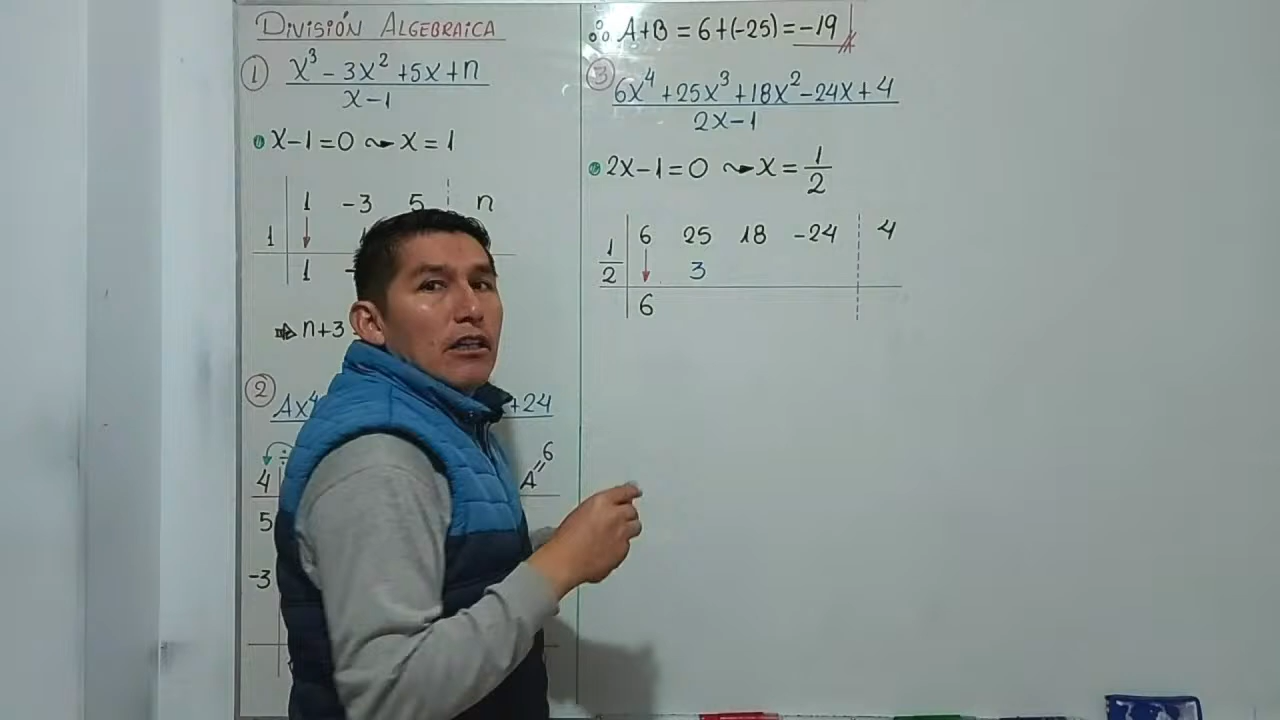 DIVISIÓN ALGEBRAICA
① x³ - 3x² + 5x + n
x - 1
x - 1 = 0 ⤳ x = 1
1 -3 5 n
1
1
⇒ n + 3
② Ax⁴ + 24
4 ÷ A = 6
5
-3
∴ A + B = 6 + (-25) = -19
③ 6x⁴ + 25x³ + 18x² - 24x + 4
2x - 1
2x - 1 = 0 ⤳ x = 1/2
6 25 18 -24 4
1/2 3
6